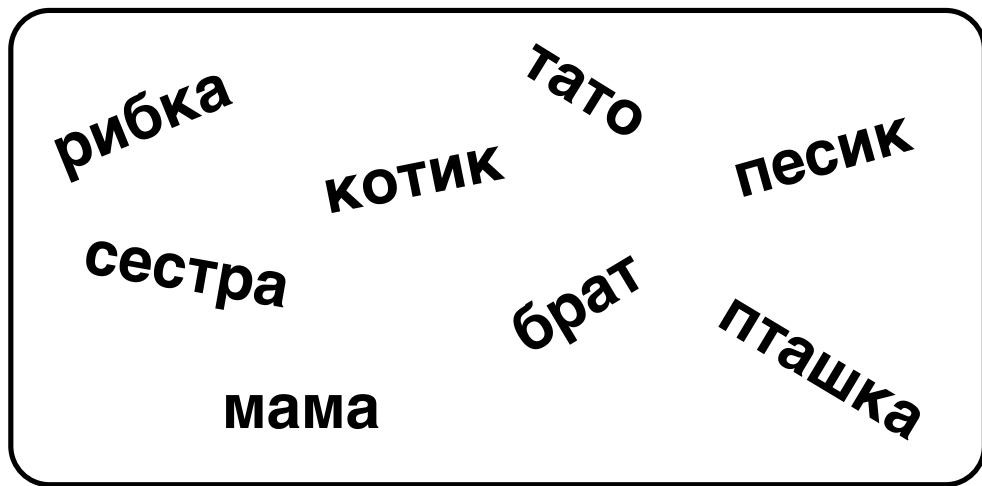 рибка
тато
котик
песик
сестра
брат
пташка
мама